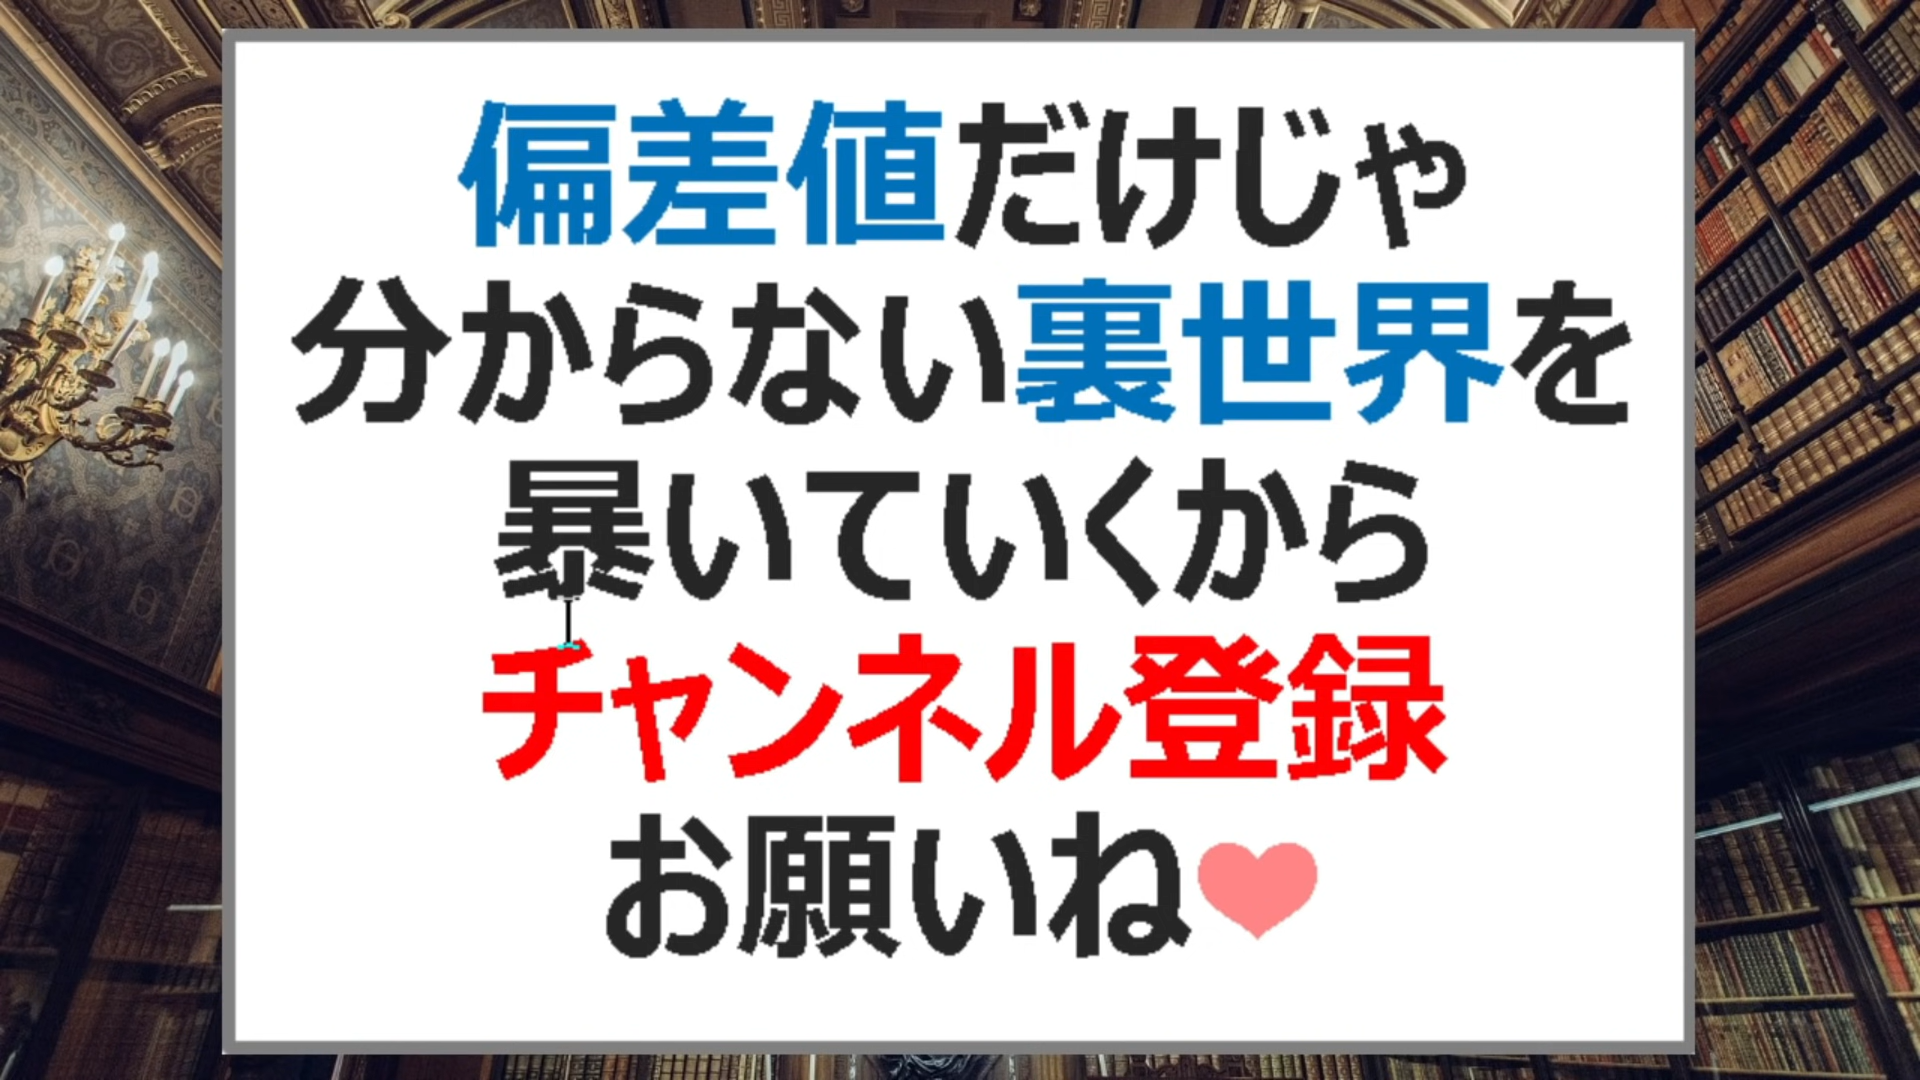 偏差値だけじゃ
分からない裏世界を
暴いていくから
チャンネル登録
お願いね❤